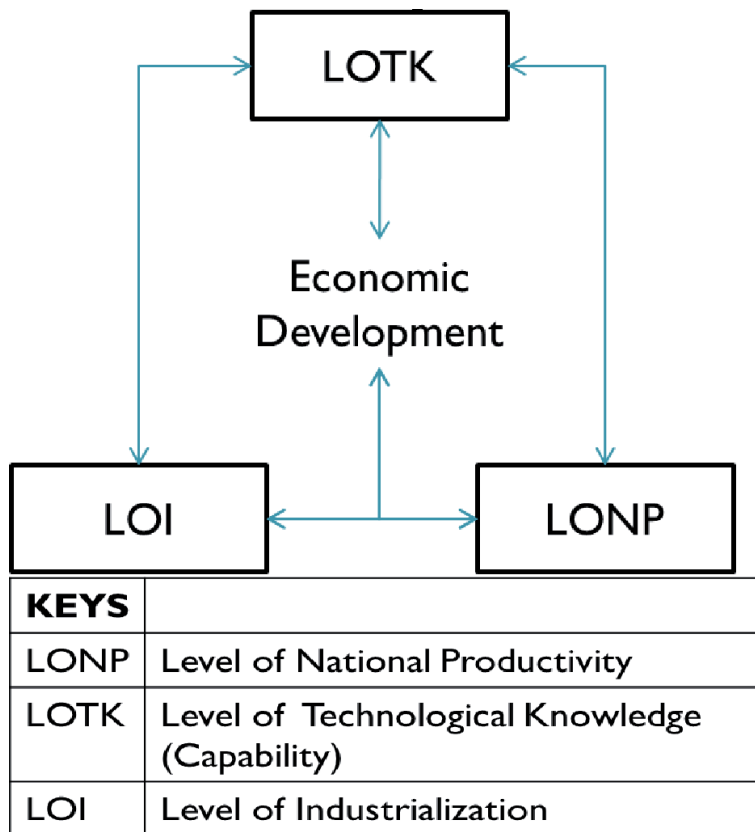 LOTK
Economic
Development
LOI
LONP
KEYS
LONP Level of National Productivity
LOTK Level of Technological Knowledge
(Capability)
LOI Level of Industrialization